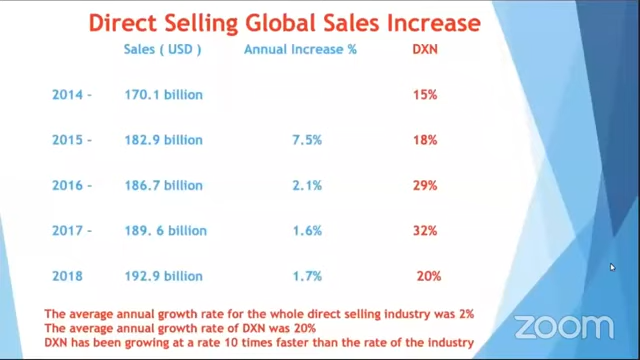 Direct Selling Global Sales Increase
Sales ( USD ) Annual Increase % DXN
2014 - 170.1 billion 15%
2015 - 182.9 billion 7.5% 18%
2016 - 186.7 billion 2.1% 29%
2017 - 189. 6 billion 1.6% 32%
2018 192.9 billion 1.7% 20%
The average annual growth rate for the whole direct selling industry was 2%
The average annual growth rate of DXN was 20%
DXN has been growing at a rate 10 times faster than the rate of the industry
zoom